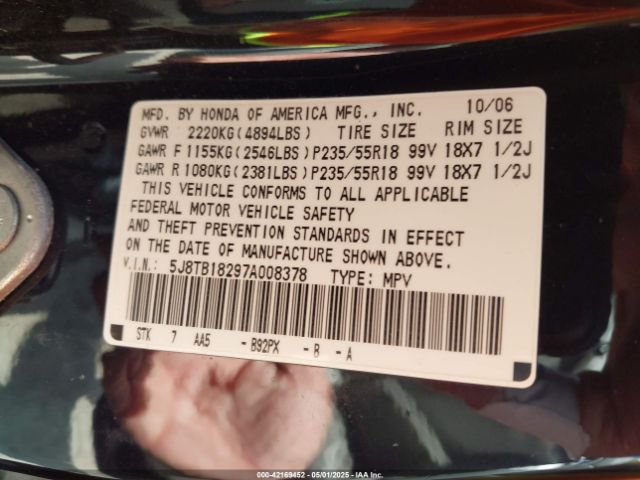 MFD. BY HONDA OF AMERICA MFG., INC. 10/06
GVWR 2220KG(4894LBS) TIRE SIZE RIM SIZE
GAWR F 1155KG(2546LBS) P235/55R18 99V 18X7 1/2J
GAWR R 1080KG(2381LBS) P235/55R18 99V 18X7 1/2J
THIS VEHICLE CONFORMS TO ALL APPLICABLE
FEDERAL MOTOR VEHICLE SAFETY
AND THEFT PREVENTION STANDARDS IN EFFECT
ON THE DATE OF MANUFACTURE SHOWN ABOVE.
V.I.N.: 5J8TB18297A008378 TYPE: MPV
STK 7 AA5 - B92PX - B - A
000-42169452 05/01/2025 IAAI, Inc.